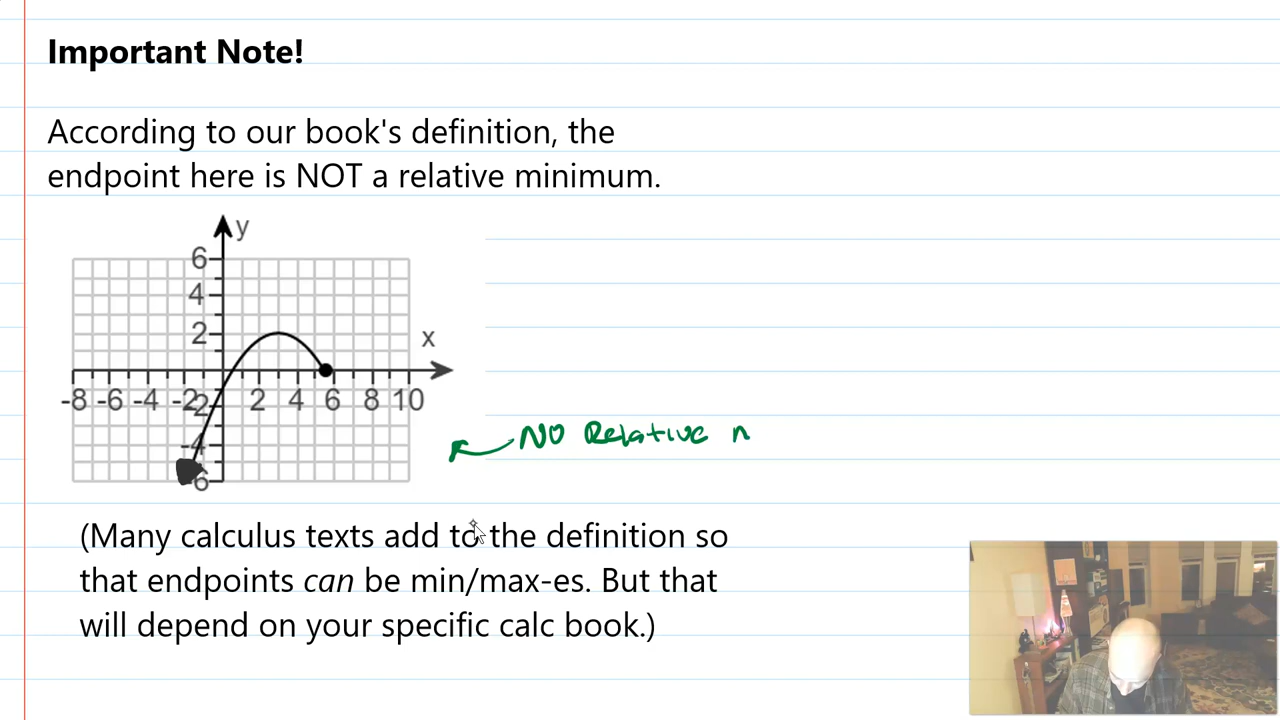 Important Note!
According to our book's definition, the
endpoint here is NOT a relative minimum.
y
6
4
2
x
-8 -6 -4 -2 2 4 6 8 10
-2
-4
-6
NO Relative m
(Many calculus texts add to the definition so
that endpoints can be min/max-es. But that
will depend on your specific calc book.)